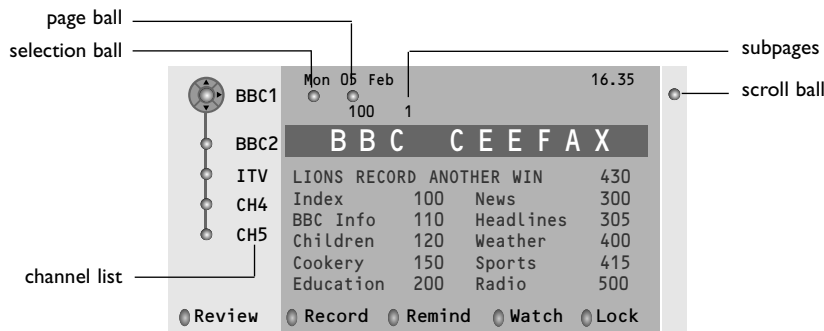 page ball
selection ball
subpages
scroll ball
channel list
Mon 05 Feb 16.35
BBC1
100 1
BBC2
BBC CEEFAX
ITV
LIONS RECORD ANOTHER WIN 430
CH4
Index 100 News 300
BBC Info 110 Headlines 305
CH5
Children 120 Weather 400
Cookery 150 Sports 415
Education 200 Radio 500
Review Record Remind Watch Lock